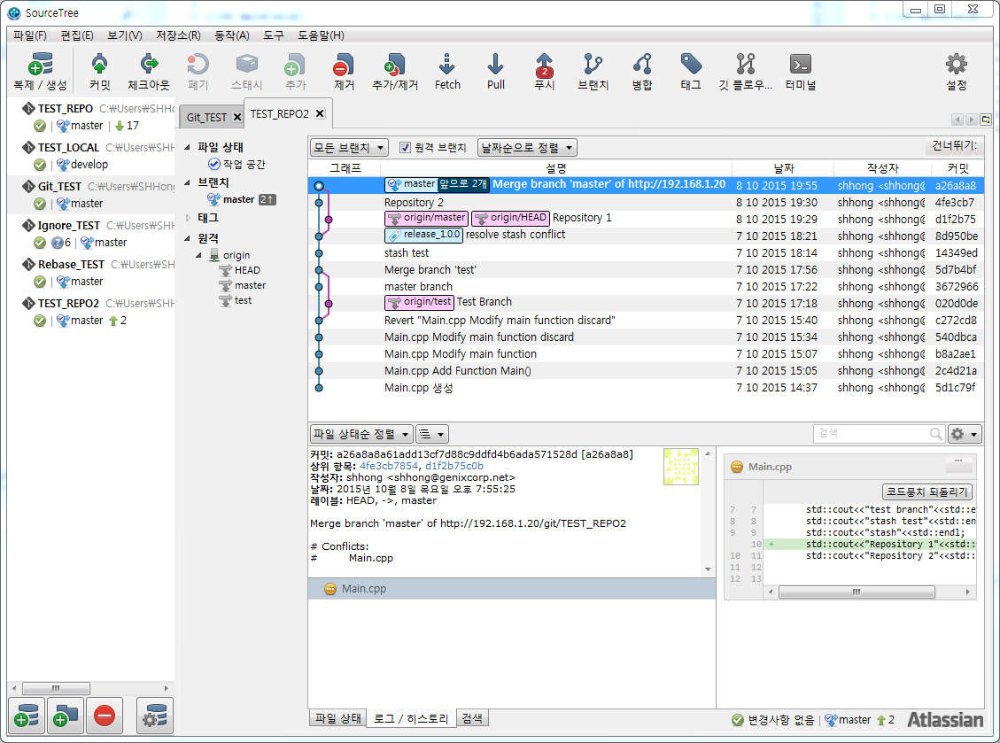 SourceTree
파일(F) 편집(E) 보기(V) 저장소(R) 동작(A) 도구 도움말(H)
복제 / 생성 커밋 체크아웃 폐기 스태시 추가 제거 추가/제거 Fetch Pull 2 푸시 브랜치 병합 태그 깃 플로우... 터미널 설정
TEST_REPO C:₩Users₩SHHo
master 17
TEST_LOCAL C:₩Users₩SHH
develop
Git_TEST C:₩Users₩SHHong
master
Ignore_TEST C:₩Users₩SHH
6 master
Rebase_TEST C:₩Users₩SH
master
TEST_REPO2 C:₩Users₩SHH
master 2
Git_TEST TEST_REPO2
파일 상태
작업 공간
브랜치
master 2↑
태그
원격
origin
HEAD
master
test
모든 브랜치 원격 브랜치 날짜순으로 정렬 건너뛰기:
그래프 설명 날짜 작성자 커밋
master 앞으로 2개 Merge branch 'master' of http://192.168.1.20 8 10 2015 19:55 shhong <shhong@ a26a8a8
Repository 2 8 10 2015 19:30 shhong <shhong@ 4fe3cb7
origin/master origin/HEAD Repository 1 8 10 2015 19:29 shhong <shhong@ d1f2b75
release_1.0.0 resolve stash conflict 7 10 2015 18:21 shhong <shhong@ 8d950be
stash test 7 10 2015 18:14 shhong <shhong@ 14349ed
Merge branch 'test' 7 10 2015 17:56 shhong <shhong@ 5d7b4bf
master branch 7 10 2015 17:22 shhong <shhong@ 3672966
origin/test Test Branch 7 10 2015 17:18 shhong <shhong@ 020d0de
Revert "Main.cpp Modify main function discard" 7 10 2015 15:40 shhong <shhong@ c272cd8
Main.cpp Modify main function discard 7 10 2015 15:34 shhong <shhong@ 540dbca
Main.cpp Modify main function 7 10 2015 15:07 shhong <shhong@ b8a2ae1
Main.cpp Add Function Main() 7 10 2015 15:05 shhong <shhong@ 2c4d21a
Main.cpp 생성 7 10 2015 14:37 shhong <shhong@ 5d1c79f
파일 상태순 정렬 검색
커밋: a26a8a8a61add13cf7d88c9ddfd4b6ada571528d [a26a8a8]
상위 항목: 4fe3cb7854, d1f2b75c0b
작성자: shhong <shhong@genixcorp.net>
날짜: 2015년 10월 8일 목요일 오후 7:55:25
레이블: HEAD, ->, master
Merge branch 'master' of http://192.168.1.20/git/TEST_REPO2
# Conflicts:
# Main.cpp
Main.cpp
Main.cpp
코드뭉치 되돌리기
7 7 std::cout<<"test branch"<<std::e
8 8 std::cout<<"stash test"<<std::en
9 9 std::cout<<"stash"<<std::endl;
10 + std::cout<<"Repository 1"<<std::
10 11 std::cout<<"Repository 2"<<std::
11 12
12 13
파일 상태 로그 / 히스토리 검색
변경사항 없음 master 2 Atlassian